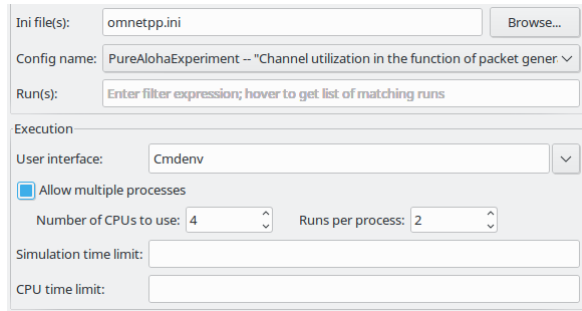 Ini file(s): omnetpp.ini Browse...
Config name: PureAlohaExperiment -- "Channel utilization in the function of packet gener
Run(s): Enter filter expression; hover to get list of matching runs
Execution
User interface: Cmdenv
Allow multiple processes
Number of CPUs to use: 4 Runs per process: 2
Simulation time limit:
CPU time limit: